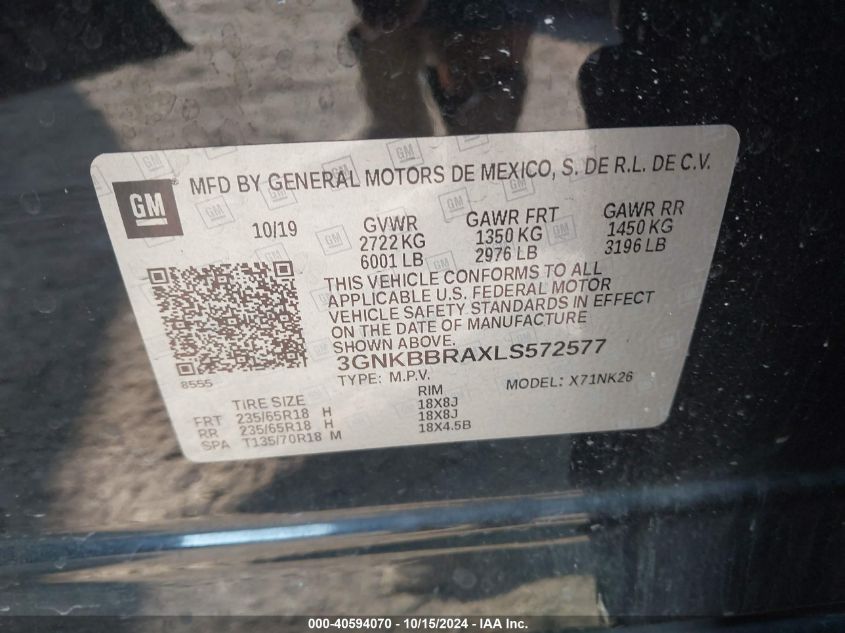 GM
MFD BY GENERAL MOTORS DE MEXICO, S. DE R.L. DE C.V.
10/19
GVWR
2722 KG
6001 LB
GAWR FRT
1350 KG
2976 LB
GAWR RR
1450 KG
3196 LB
THIS VEHICLE CONFORMS TO ALL
APPLICABLE U.S. FEDERAL MOTOR
VEHICLE SAFETY STANDARDS IN EFFECT
ON THE DATE OF MANUFACTURE
SHOWN ABOVE.
3GNKBBRAXLS572577
8555
TYPE: M.P.V.
MODEL: X71NK26
TIRE SIZE RIM
FRT 235/65R18 H 18X8J
RR 235/65R18 H 18X8J
SPA T135/70R18 M 18X4.5B
000-40594070 - 10/15/2024 - IAA Inc.